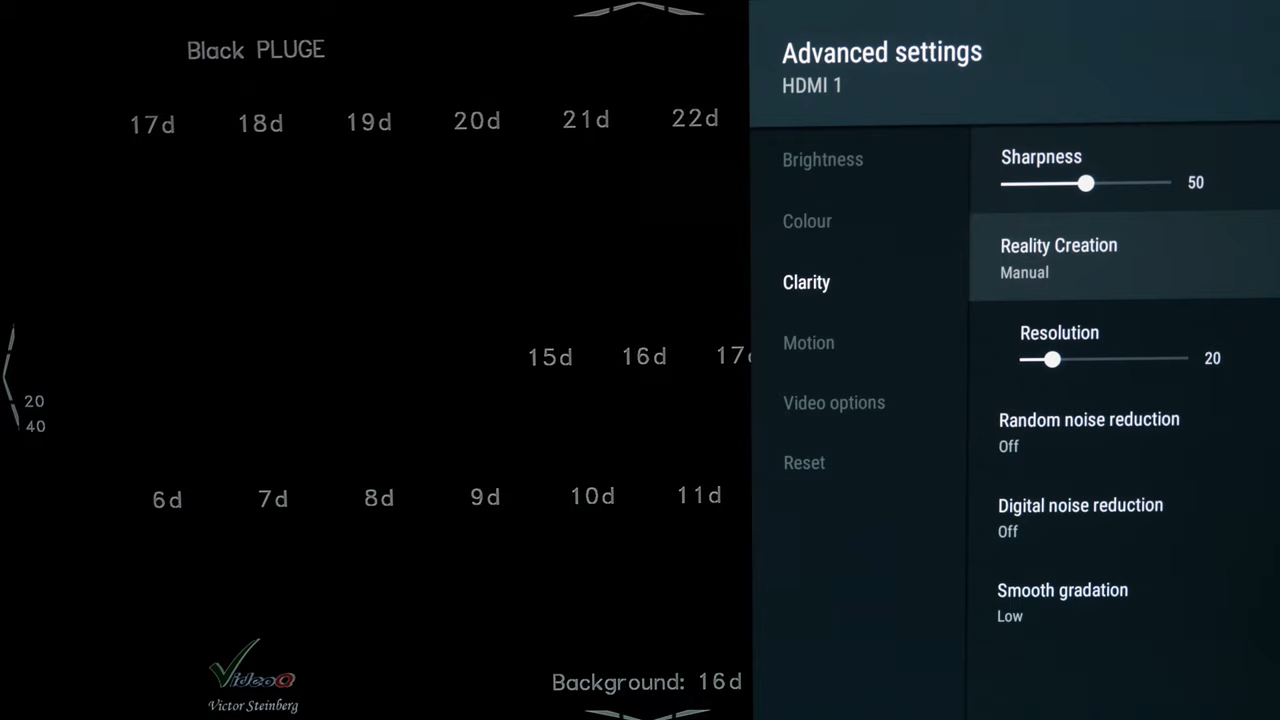 Black PLUGE
17d 18d 19d 20d 21d 22d
15d 16d 17d
20
40
6d 7d 8d 9d 10d 11d
VideoQ
Victor Steinberg
Background: 16d
Advanced settings
HDMI 1
Brightness
Colour
Clarity
Motion
Video options
Reset
Sharpness
50
Reality Creation
Manual
Resolution
20
Random noise reduction
Off
Digital noise reduction
Off
Smooth gradation
Low